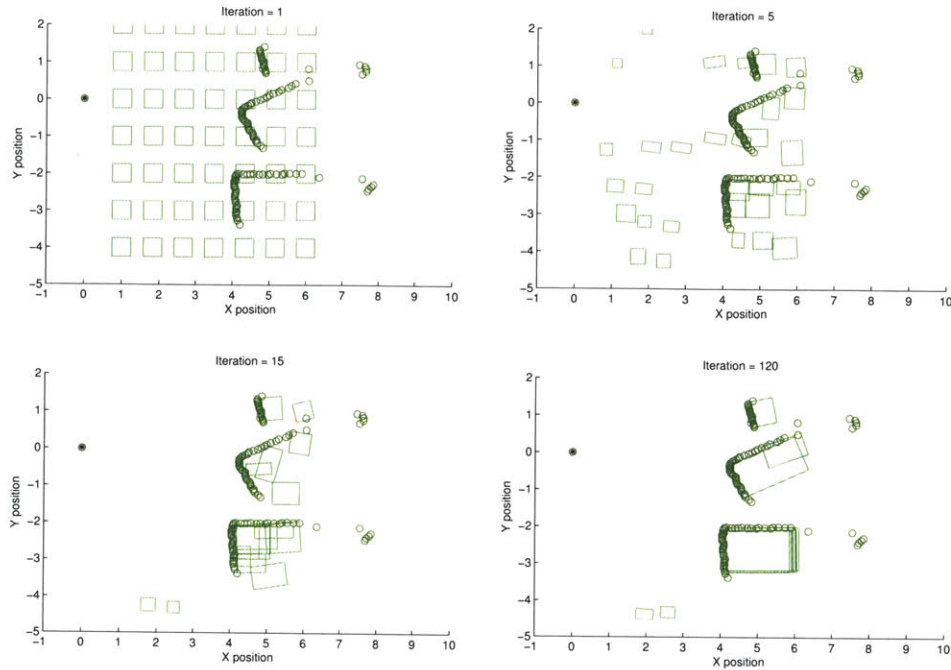 Iteration = 1
Y position
2
1
0
-1
-2
-3
-4
-5
-1 0 1 2 3 4 5 6 7 8 9 10
X position
Iteration = 5
Y position
2
1
0
-1
-2
-3
-4
-5
-1 0 1 2 3 4 5 6 7 8 9 10
X position
Iteration = 15
Y position
2
1
0
-1
-2
-3
-4
-5
-1 0 1 2 3 4 5 6 7 8 9 10
X position
Iteration = 120
Y position
2
1
0
-1
-2
-3
-4
-5
-1 0 1 2 3 4 5 6 7 8 9 10
X position